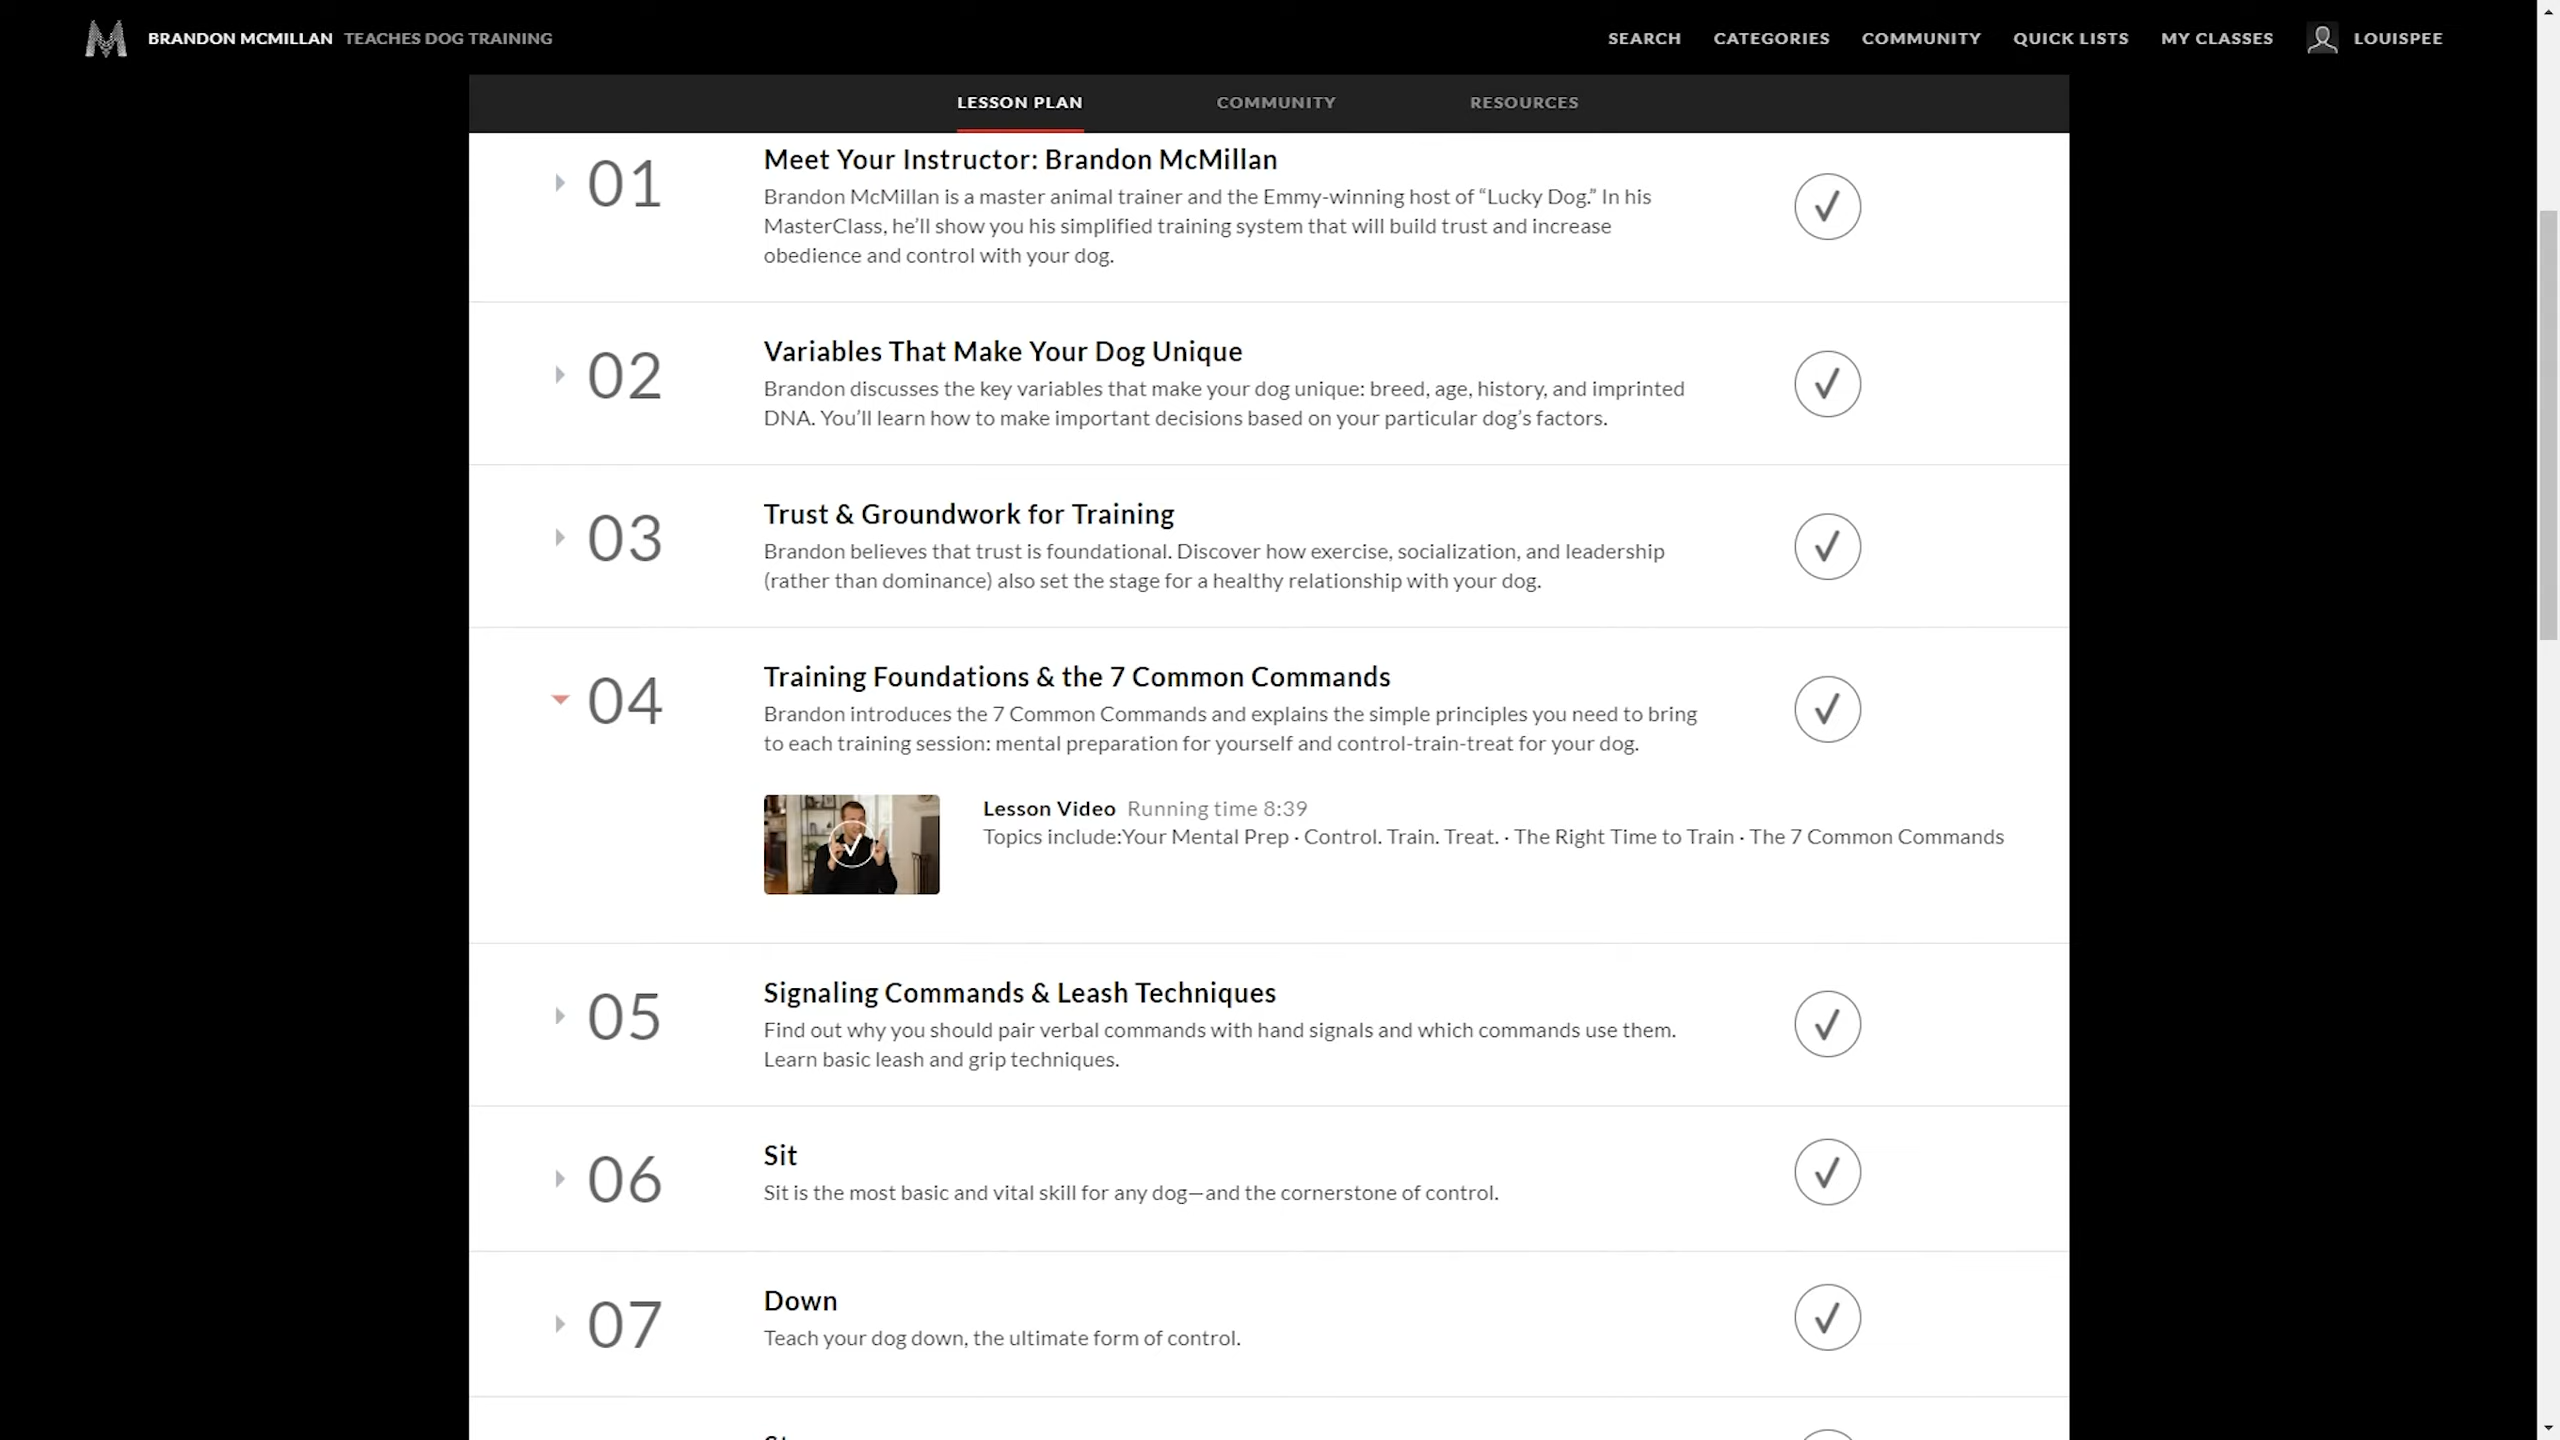 BRANDON MCMILLAN TEACHES DOG TRAINING
SEARCH CATEGORIES COMMUNITY QUICK LISTS MY CLASSES LOUISPEE
LESSON PLAN COMMUNITY RESOURCES
01
Meet Your Instructor: Brandon McMillan
Brandon McMillan is a master animal trainer and the Emmy-winning host of “Lucky Dog.” In his
MasterClass, he’ll show you his simplified training system that will build trust and increase
obedience and control with your dog.
02
Variables That Make Your Dog Unique
Brandon discusses the key variables that make your dog unique: breed, age, history, and imprinted
DNA. You’ll learn how to make important decisions based on your particular dog’s factors.
03
Trust & Groundwork for Training
Brandon believes that trust is foundational. Discover how exercise, socialization, and leadership
(rather than dominance) also set the stage for a healthy relationship with your dog.
04
Training Foundations & the 7 Common Commands
Brandon introduces the 7 Common Commands and explains the simple principles you need to bring
to each training session: mental preparation for yourself and control-train-treat for your dog.
Lesson Video Running time 8:39
Topics include:Your Mental Prep · Control. Train. Treat. · The Right Time to Train · The 7 Common Commands
05
Signaling Commands & Leash Techniques
Find out why you should pair verbal commands with hand signals and which commands use them.
Learn basic leash and grip techniques.
06
Sit
Sit is the most basic and vital skill for any dog—and the cornerstone of control.
07
Down
Teach your dog down, the ultimate form of control.